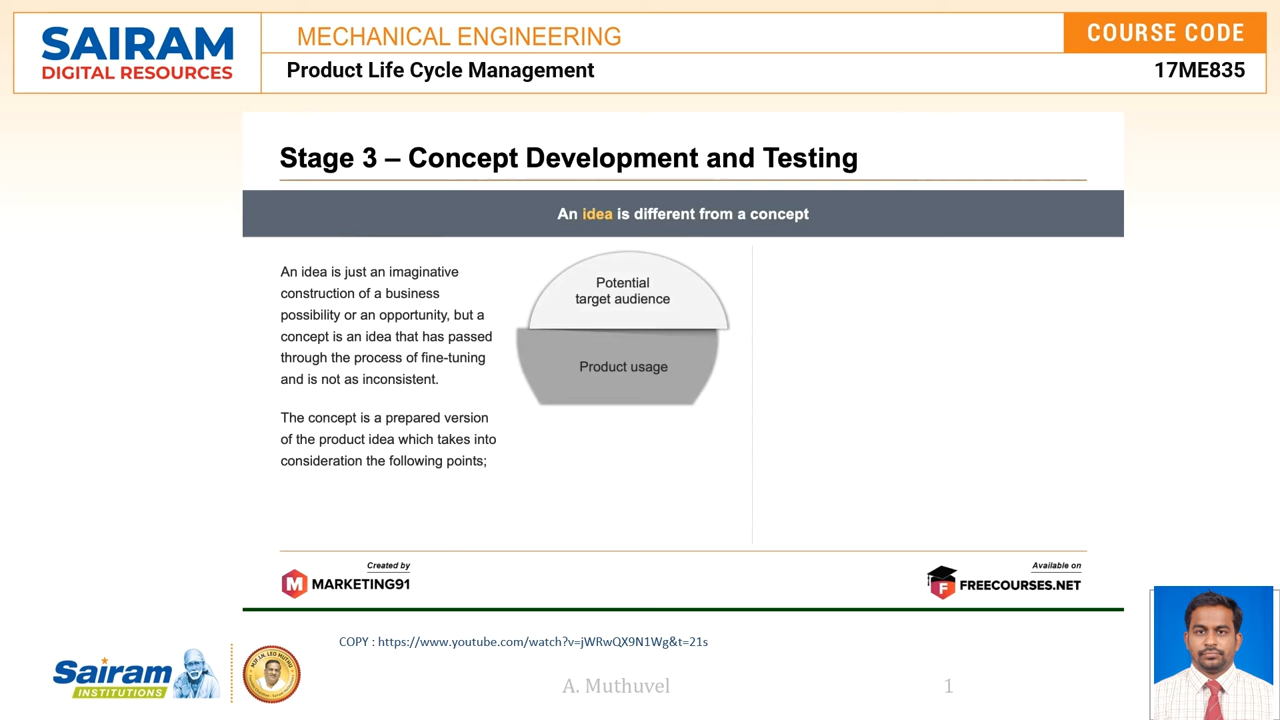 SAIRAM
DIGITAL RESOURCES
MECHANICAL ENGINEERING
COURSE CODE
Product Life Cycle Management
17ME835
Stage 3 – Concept Development and Testing
An idea is different from a concept
An idea is just an imaginative
construction of a business
possibility or an opportunity, but a
concept is an idea that has passed
through the process of fine-tuning
and is not as inconsistent.
The concept is a prepared version
of the product idea which takes into
consideration the following points;
Potential
target audience
Product usage
Created by
M MARKETING91
Available on
F FREECOURSES.NET
COPY : https://www.youtube.com/watch?v=jWRwQX9N1Wg&t=21s
Sairam
INSTITUTIONS
A. Muthuvel
1